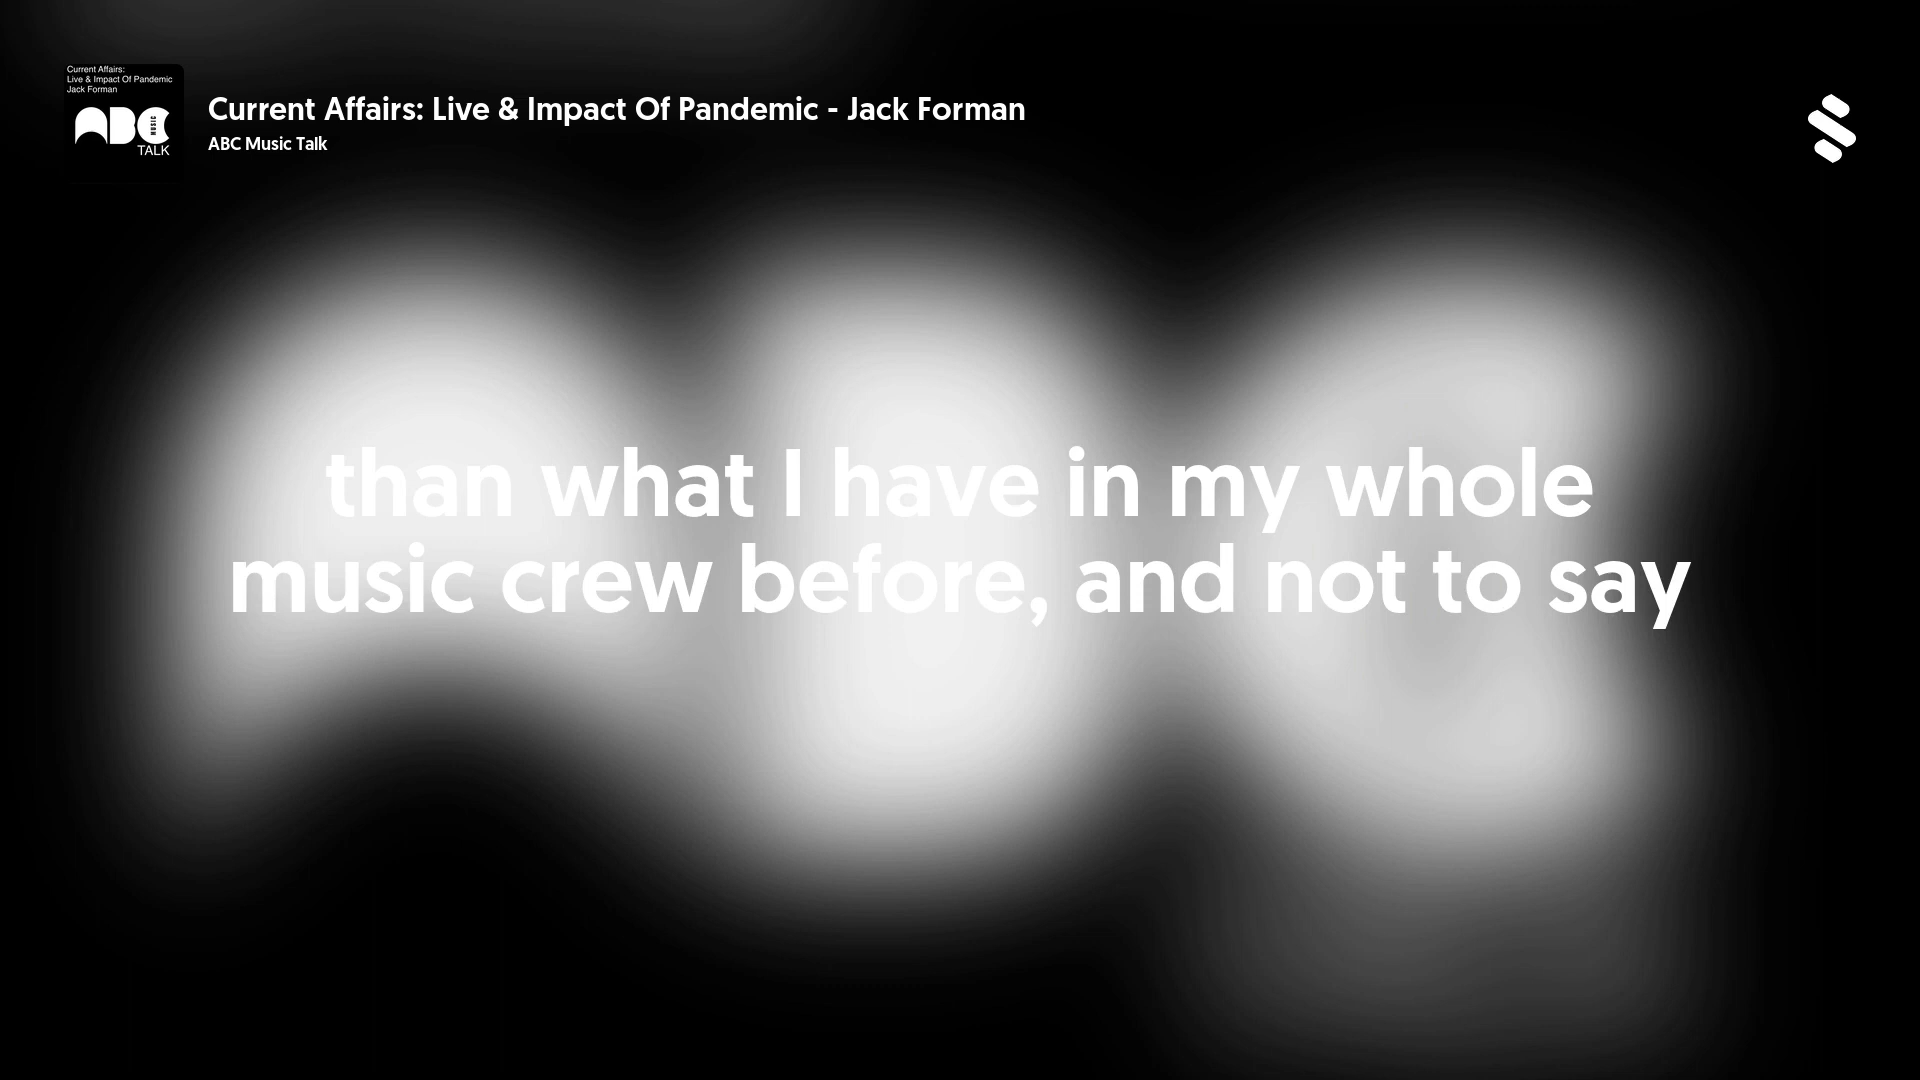 Current Affairs:
Live & Impact Of Pandemic
Jack Forman
ABC
MUSIC
TALK
Current Affairs: Live & Impact Of Pandemic - Jack Forman
ABC Music Talk
than what I have in my whole
music crew before, and not to say